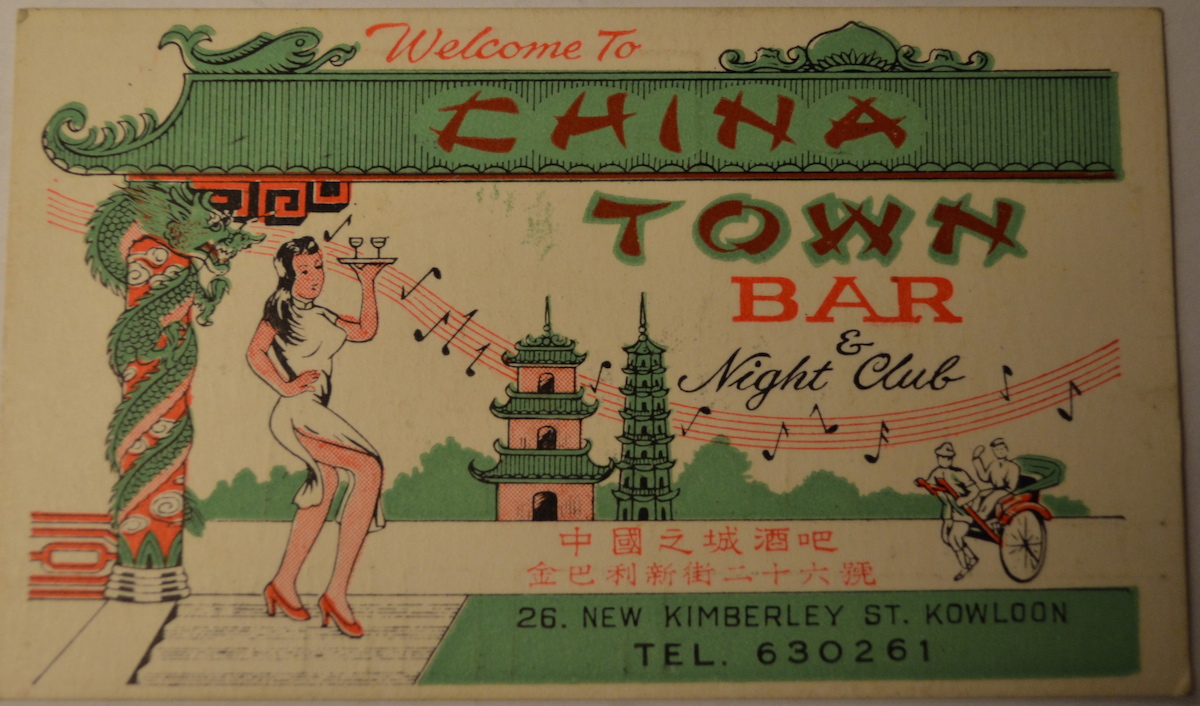 Welcome To
CHINA
TOWN
BAR
&
Night Club
中國之城酒吧
金巴利新街二十六號
26. NEW KIMBERLEY ST. KOWLOON
TEL. 630261